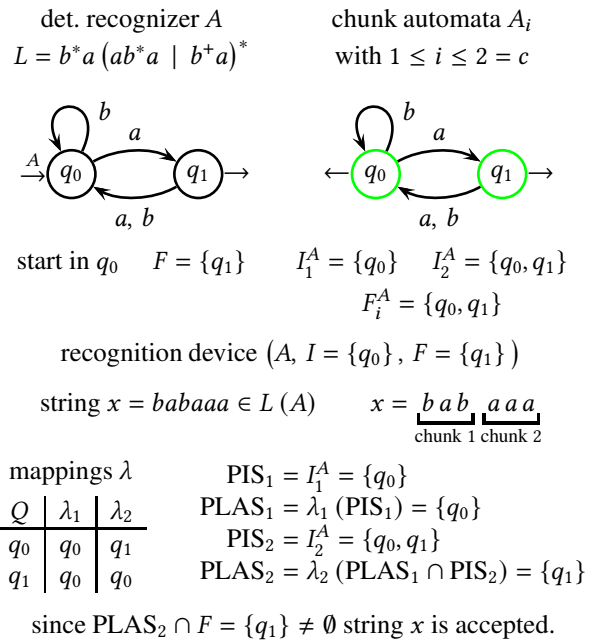 det. recognizer A
L = b*a (ab*a | b⁺a)*
chunk automata Aᵢ
with 1 ≤ i ≤ 2 = c
A
q₀
b
a
a, b
q₁
q₀
b
a
a, b
q₁
start in q₀ F = {q₁}
I₁ᴬ = {q₀} I₂ᴬ = {q₀, q₁}
Fᵢᴬ = {q₀, q₁}
recognition device (A, I = {q₀}, F = {q₁})
string x = babaaa ∈ L (A) x = b a b a a a
chunk 1 chunk 2
mappings λ
Q λ₁ λ₂
q₀ q₀ q₁
q₁ q₀ q₀
PIS₁ = I₁ᴬ = {q₀}
PLAS₁ = λ₁ (PIS₁) = {q₀}
PIS₂ = I₂ᴬ = {q₀, q₁}
PLAS₂ = λ₂ (PLAS₁ ∩ PIS₂) = {q₁}
since PLAS₂ ∩ F = {q₁} ≠ ∅ string x is accepted.